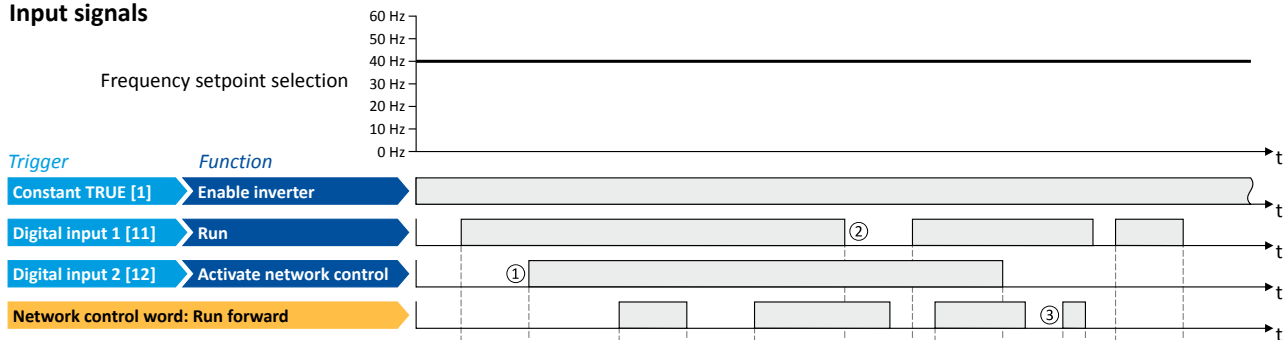 Input signals
60 Hz
50 Hz
40 Hz
Frequency setpoint selection
30 Hz
20 Hz
10 Hz
0 Hz
t
Trigger Function
Constant TRUE [1] Enable inverter
t
Digital input 1 [11] Run ②
t
Digital input 2 [12] Activate network control ①
t
Network control word: Run forward ③
t